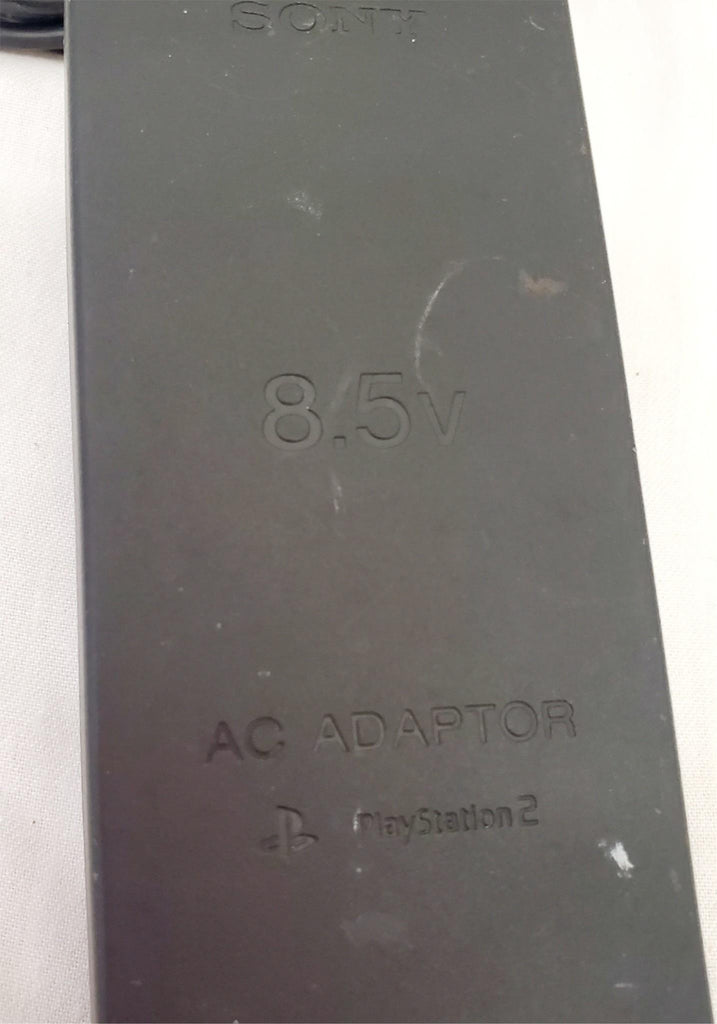 SONY
8.5V
AC ADAPTOR
PlayStation 2